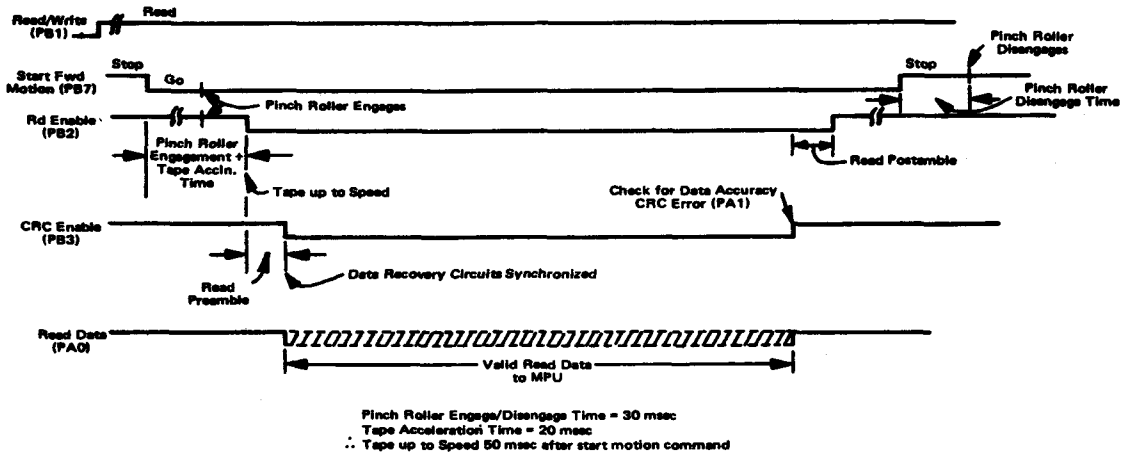 Read/Write
(PB1)
Read
Pinch Roller
Disengages
Start Fwd
Motion (PB7)
Stop
Go
Stop
Pinch Roller Engages
Pinch Roller
Disengage Time
Rd Enable
(PB2)
Pinch Roller
Engagement +
Tape Accln.
Time
Read Postamble
Tape up to Speed
Check for Data Accuracy
CRC Error (PA1)
CRC Enable
(PB3)
Read
Preamble
Data Recovery Circuits Synchronized
Read Data
(PA0)
Valid Read Data
to MPU
Pinch Roller Engage/Disengage Time = 30 msec
Tape Acceleration Time = 20 msec
∴ Tape up to Speed 50 msec after start motion command